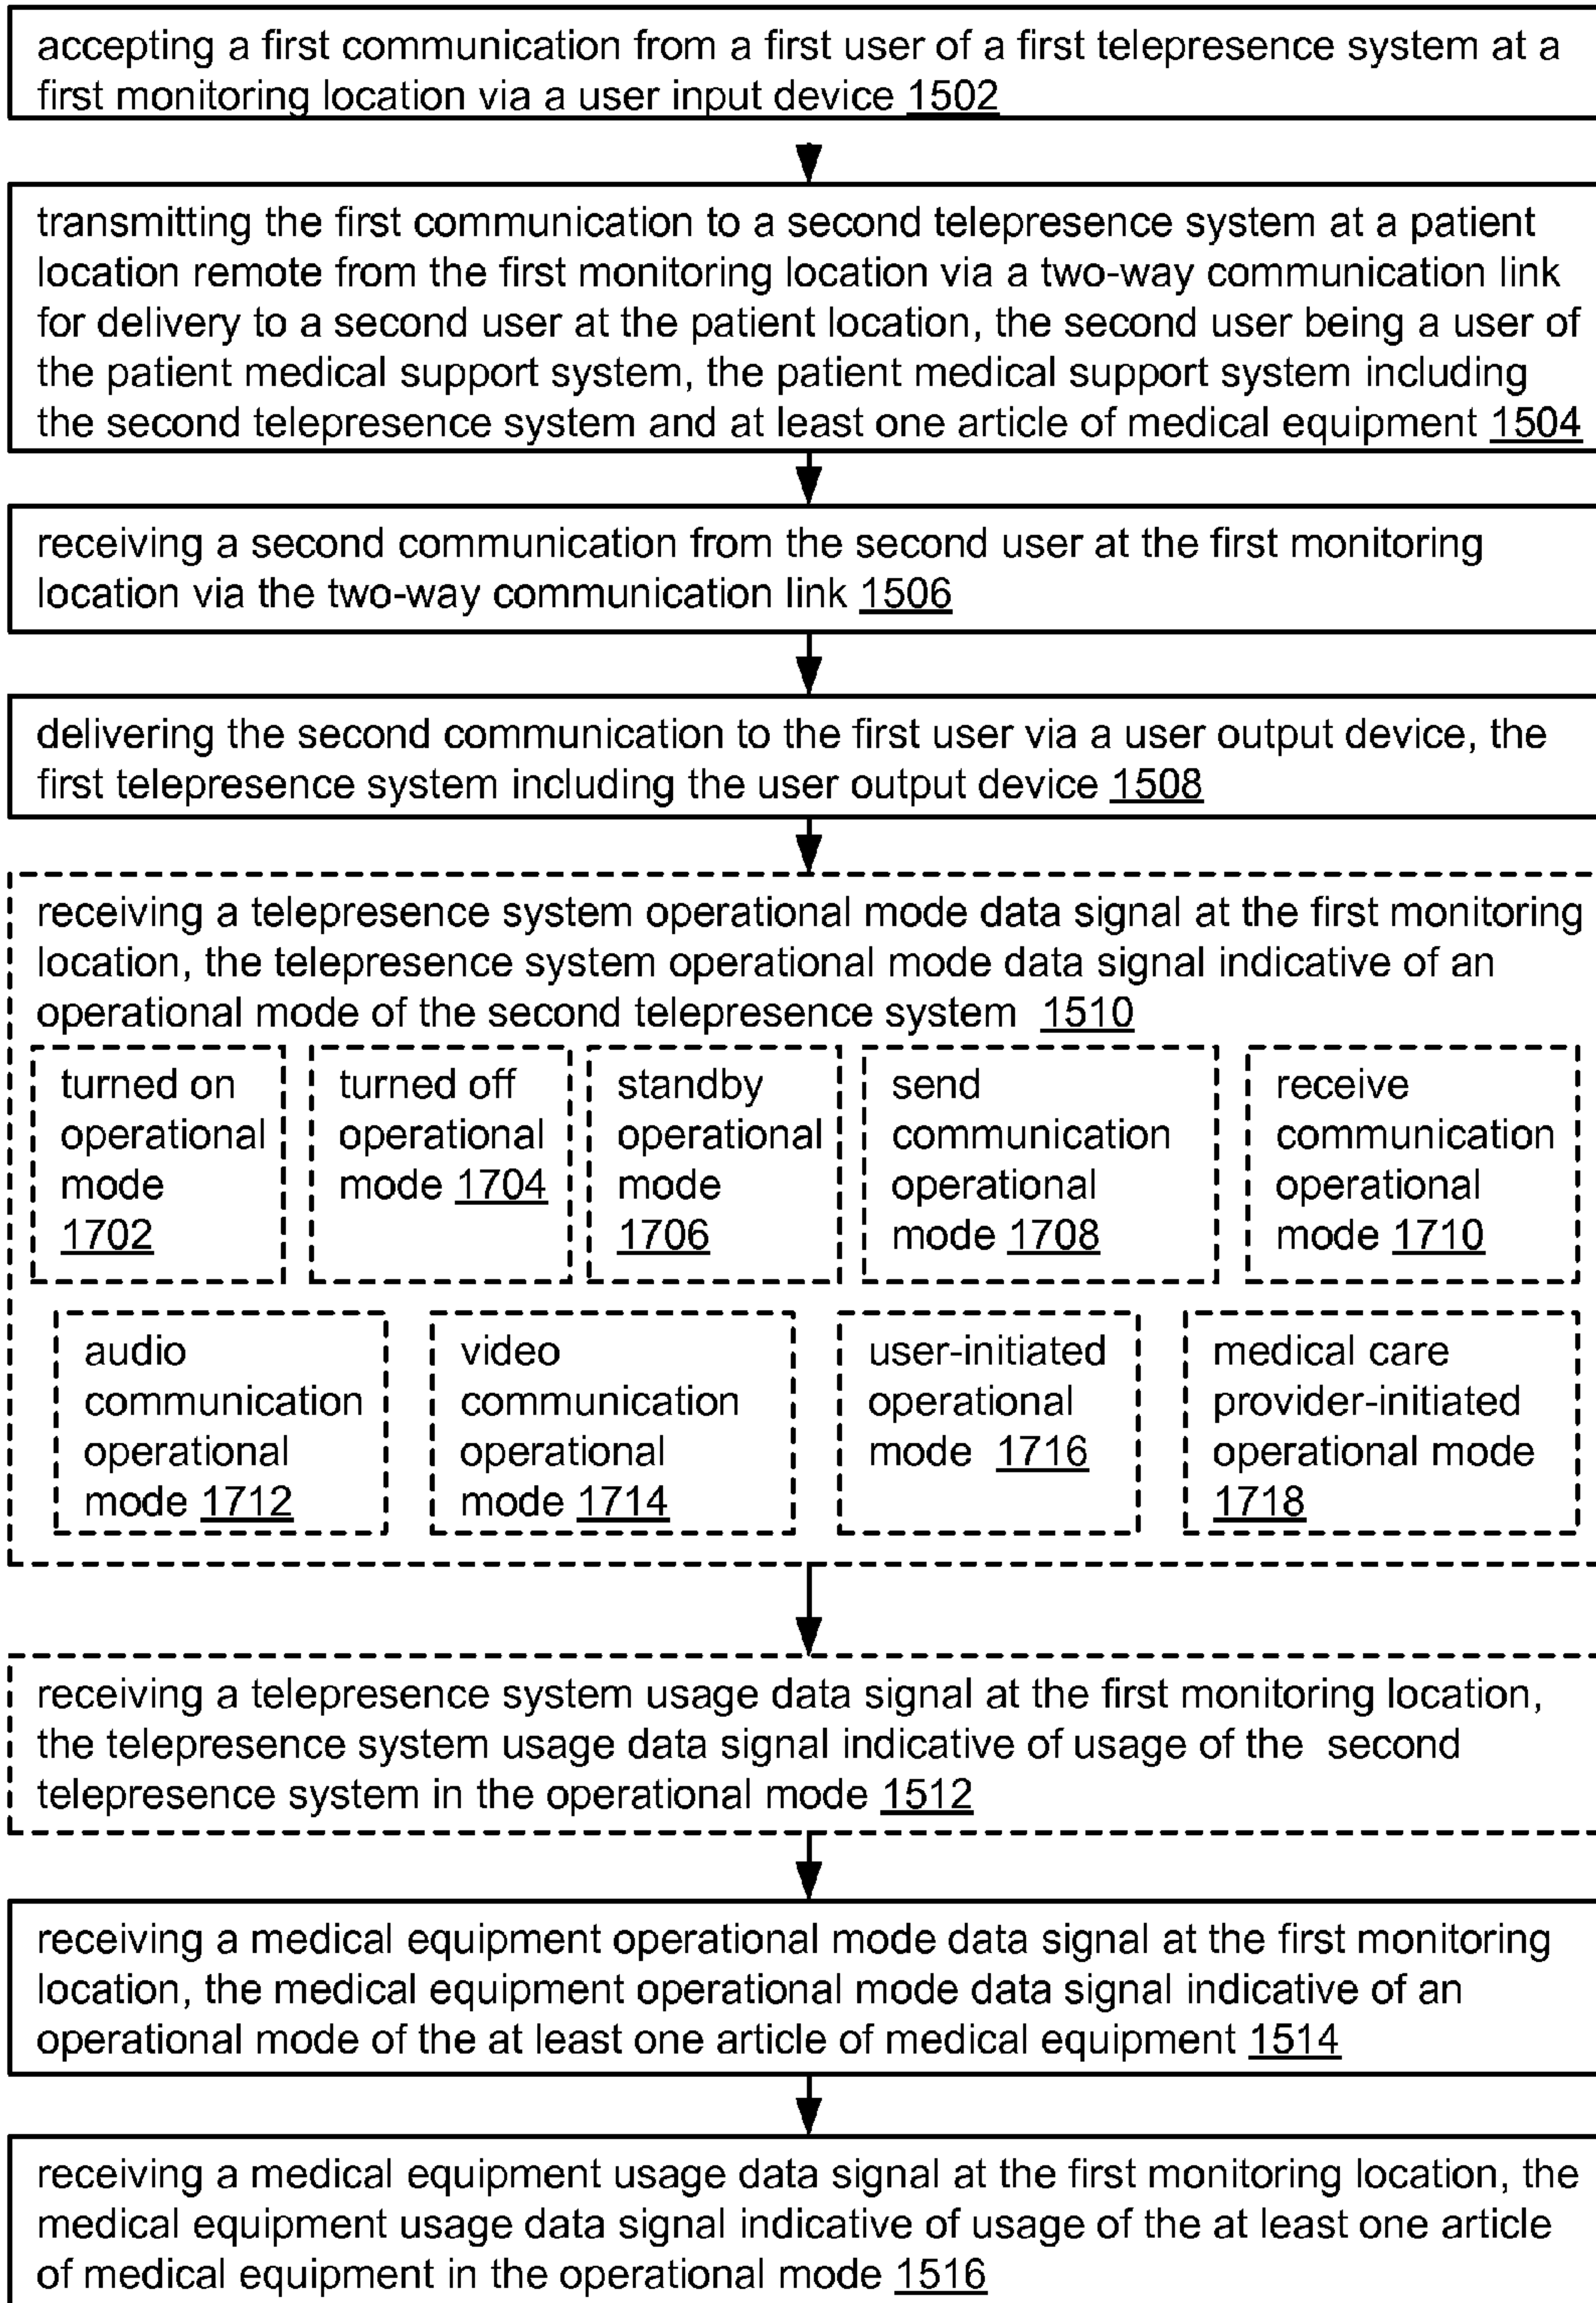 accepting a first communication from a first user of a first telepresence system at a
first monitoring location via a user input device 1502
transmitting the first communication to a second telepresence system at a patient
location remote from the first monitoring location via a two-way communication link
for delivery to a second user at the patient location, the second user being a user of
the patient medical support system, the patient medical support system including
the second telepresence system and at least one article of medical equipment 1504
receiving a second communication from the second user at the first monitoring
location via the two-way communication link 1506
delivering the second communication to the first user via a user output device, the
first telepresence system including the user output device 1508
receiving a telepresence system operational mode data signal at the first monitoring
location, the telepresence system operational mode data signal indicative of an
operational mode of the second telepresence system 1510
turned on
operational
mode
1702
turned off
operational
mode 1704
standby
operational
mode
1706
send
communication
operational
mode 1708
receive
communication
operational
mode 1710
audio
communication
operational
mode 1712
video
communication
operational
mode 1714
user-initiated
operational
mode 1716
medical care
provider-initiated
operational mode
1718
receiving a telepresence system usage data signal at the first monitoring location,
the telepresence system usage data signal indicative of usage of the second
telepresence system in the operational mode 1512
receiving a medical equipment operational mode data signal at the first monitoring
location, the medical equipment operational mode data signal indicative of an
operational mode of the at least one article of medical equipment 1514
receiving a medical equipment usage data signal at the first monitoring location, the
medical equipment usage data signal indicative of usage of the at least one article
of medical equipment in the operational mode 1516